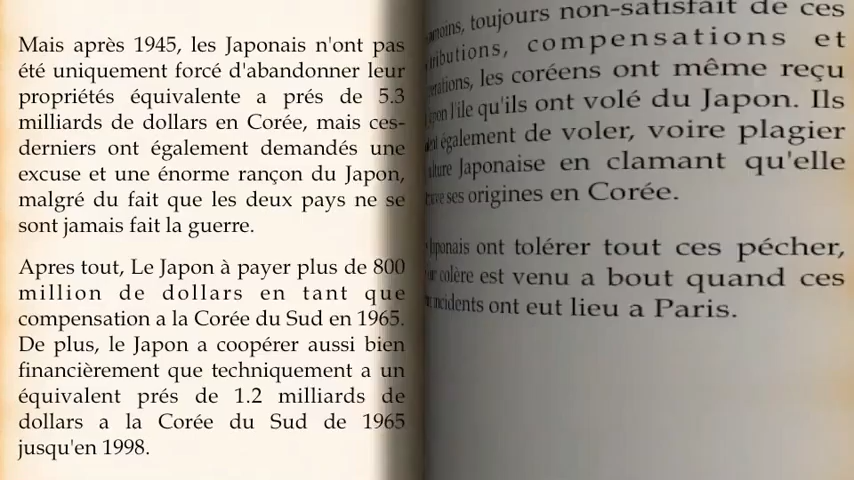 Mais après 1945, les Japonais n'ont pas
été uniquement forcé d'abandonner leur
propriétés équivalente a prés de 5.3
milliards de dollars en Corée, mais ces-
derniers ont également demandés une
excuse et une énorme rançon du Japon,
malgré du fait que les deux pays ne se
sont jamais fait la guerre.
Apres tout, Le Japon à payer plus de 800
million de dollars en tant que
compensation a la Corée du Sud en 1965.
De plus, le Japon a coopérer aussi bien
financièrement que techniquement a un
équivalent prés de 1.2 milliards de
dollars a la Corée du Sud de 1965
jusqu'en 1998.
toujours non-satisfait de ces
compensations et
les coréens ont même reçu
l'ile qu'ils ont volé du Japon. Ils
également de voler, voire plagier
Japonaise en clamant qu'elle
ses origines en Corée.
Japonais ont tolérer tout ces pécher,
colère est venu a bout quand ces
incidents ont eut lieu a Paris.